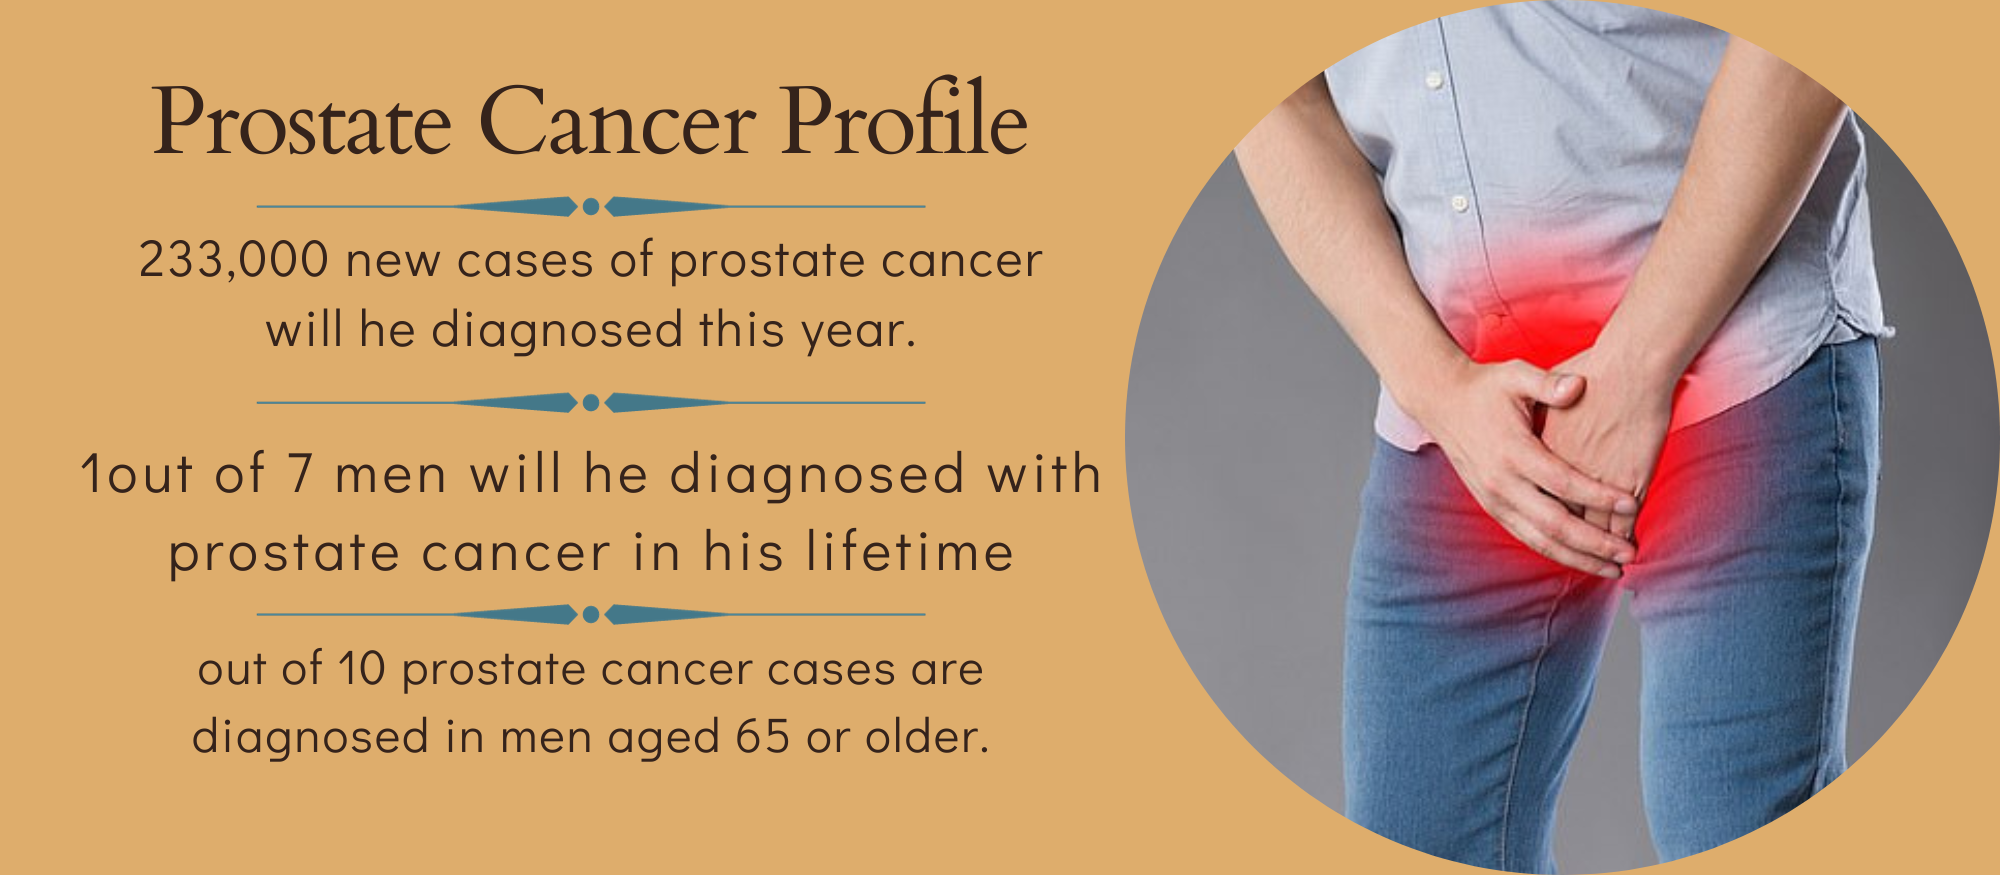 Prostate Cancer Profile
233,000 new cases of prostate cancer
will he diagnosed this year.
1out of 7 men will he diagnosed with
prostate cancer in his lifetime
out of 10 prostate cancer cases are
diagnosed in men aged 65 or older.